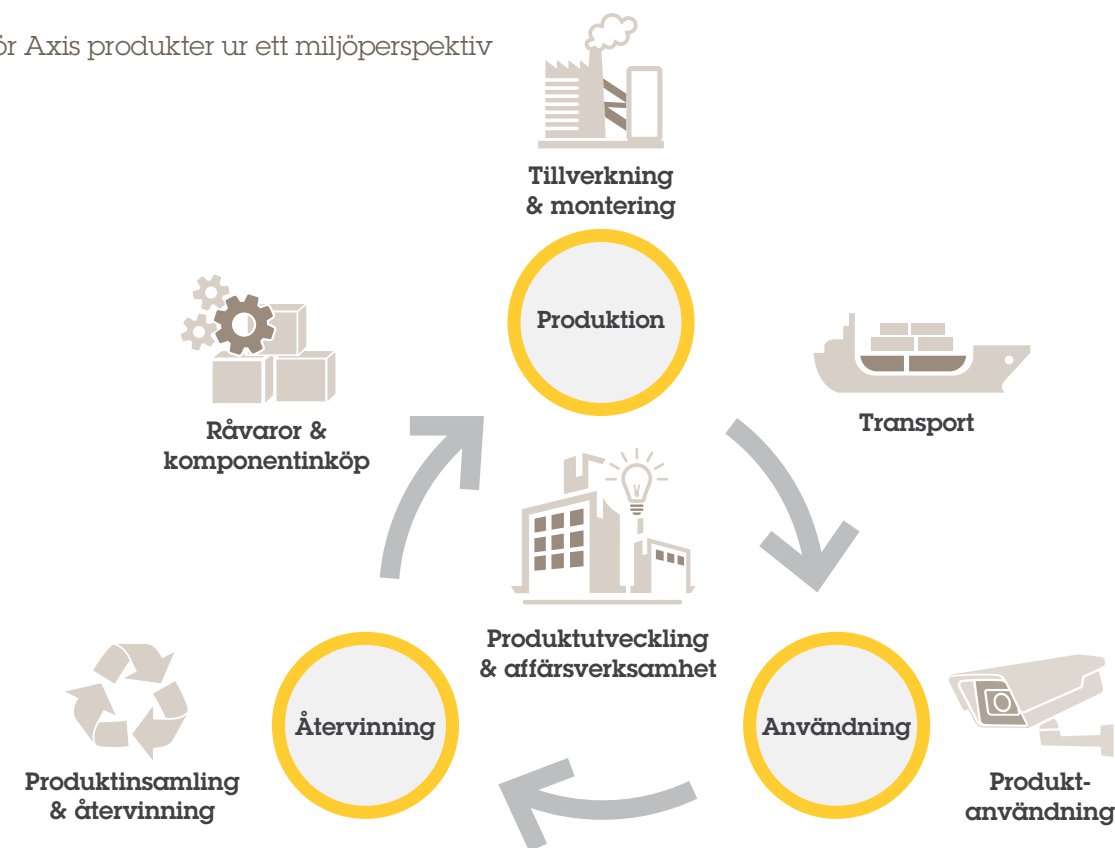 ör Axis produkter ur ett miljöperspektiv
Tillverkning
& montering
Produktion
Råvaror &
komponentinköp
Transport
Produktutveckling
& affärsverksamhet
Återvinning
Användning
Produktinsamling
& återvinning
Produkt-
användning